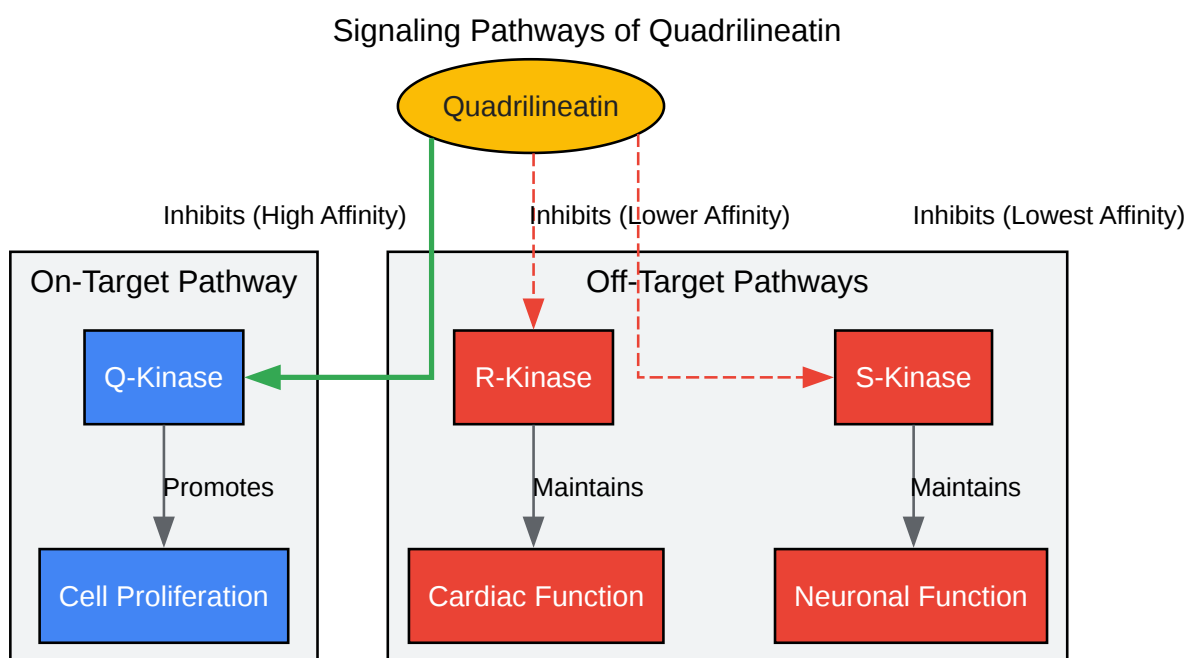 Signaling Pathways of Quadrilineatin
Quadrilineatin
Inhibits (High Affinity)
Inhibits (Lower Affinity)
Inhibits (Lowest Affinity)
On-Target Pathway
Off-Target Pathways
Q-Kinase
R-Kinase
S-Kinase
Promotes
Maintains
Maintains
Cell Proliferation
Cardiac Function
Neuronal Function